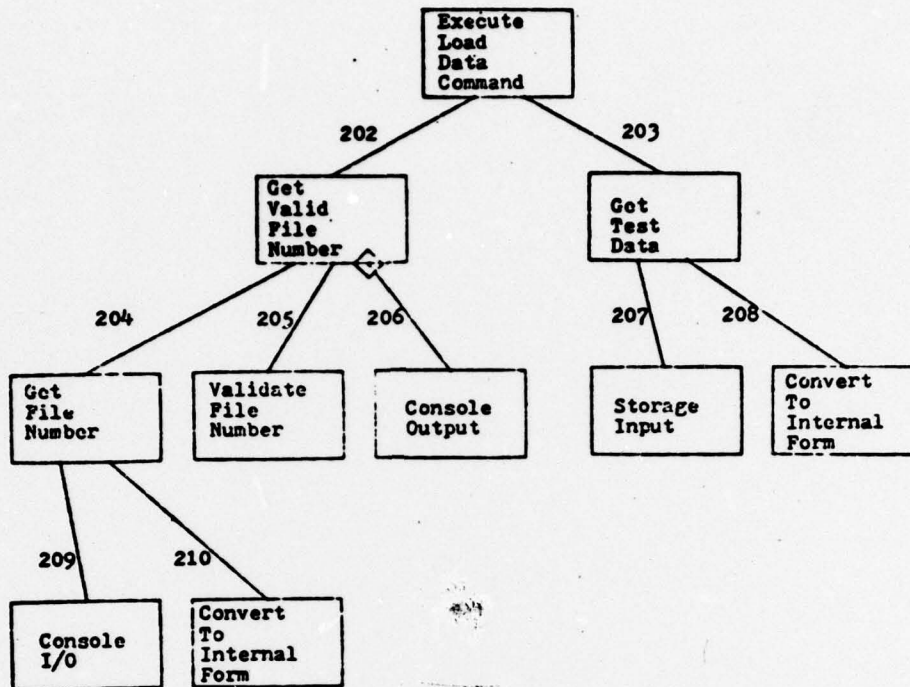 Execute
Load
Data
Command
202
203
Get
Valid
File
Number
Get
Test
Data
204
205
206
207
208
Get
File
Number
Validate
File
Number
Console
Output
Storage
Input
Convert
To
Internal
Form
209
210
Console
I/O
Convert
To
Internal
Form